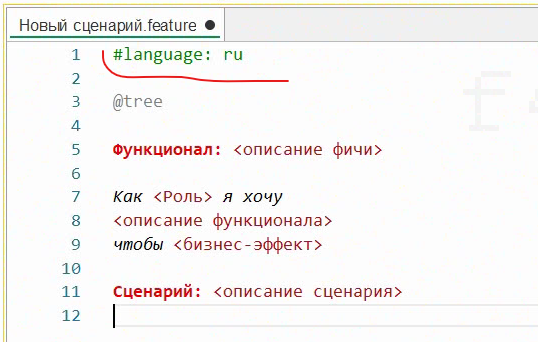 Новый сценарий.feature
1 #language: ru
2
3 @tree
4
5 Функционал: <описание фичи>
6
7 Как <Роль> я хочу
8 <описание функционала>
9 чтобы <бизнес-эффект>
10
11 Сценарий: <описание сценария>
12